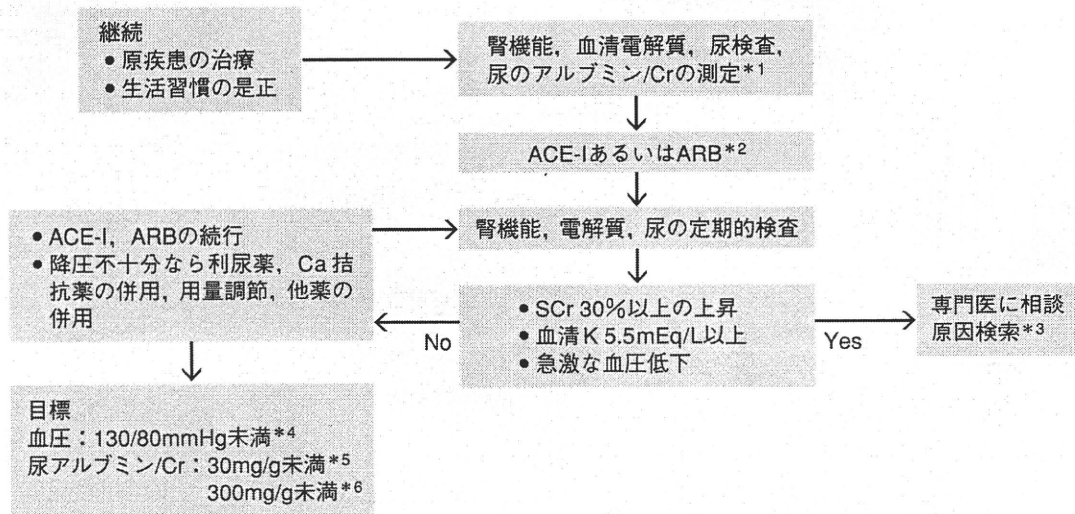 継続
• 原疾患の治療
• 生活習慣の是正
腎機能，血清電解質，尿検査，
尿のアルブミン/Crの測定*1
ACE-IあるいはARB*2
腎機能，電解質，尿の定期的検査
• ACE-I，ARBの続行
• 降圧不十分なら利尿薬，Ca拮
抗薬の併用，用量調節，他薬の
併用
• SCr 30％以上の上昇
• 血清K 5.5mEq/L以上
• 急激な血圧低下
No
Yes
専門医に相談
原因検索*3
目標
血圧：130/80mmHg未満*4
尿アルブミン/Cr：30mg/g未満*5
300mg/g未満*6